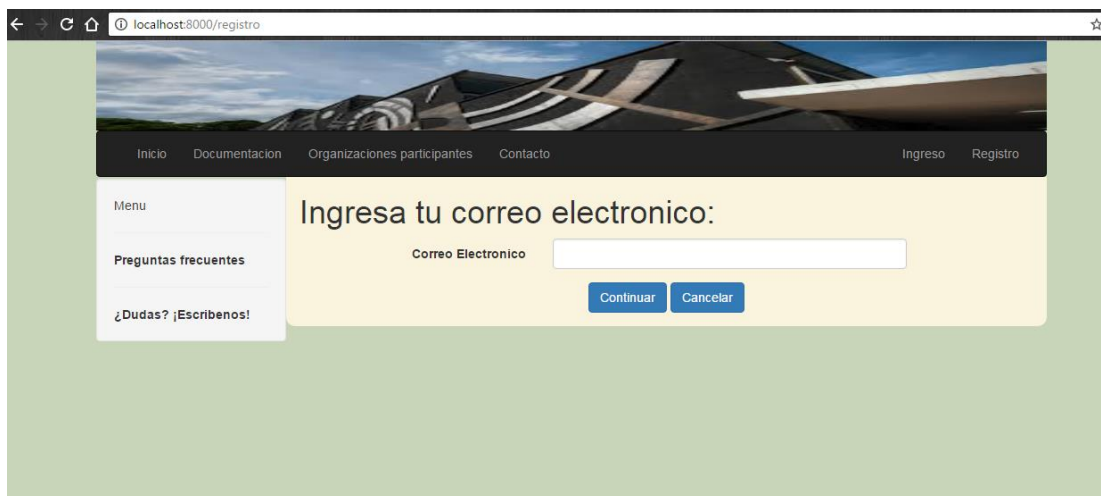 localhost:8000/registro
Inicio Documentacion Organizaciones participantes Contacto Ingreso Registro
Menu
Preguntas frecuentes
¿Dudas? ¡Escribenos!
Ingresa tu correo electronico:
Correo Electronico
Continuar Cancelar